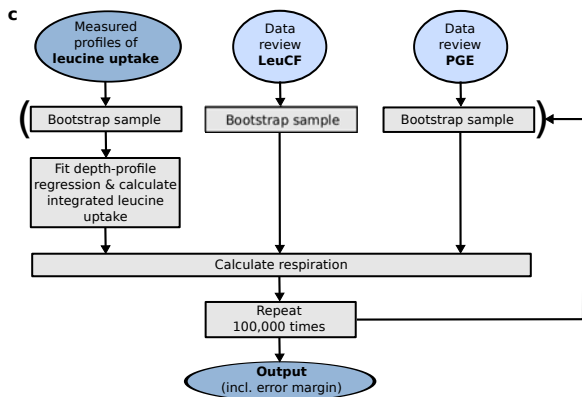 c
Measured
profiles of
leucine uptake
Data
review
LeuCF
Data
review
PGE
( Bootstrap sample
Bootstrap sample
Bootstrap sample )
Fit depth-profile
regression & calculate
integrated leucine
uptake
Calculate respiration
Repeat
100,000 times
Output
(incl. error margin)